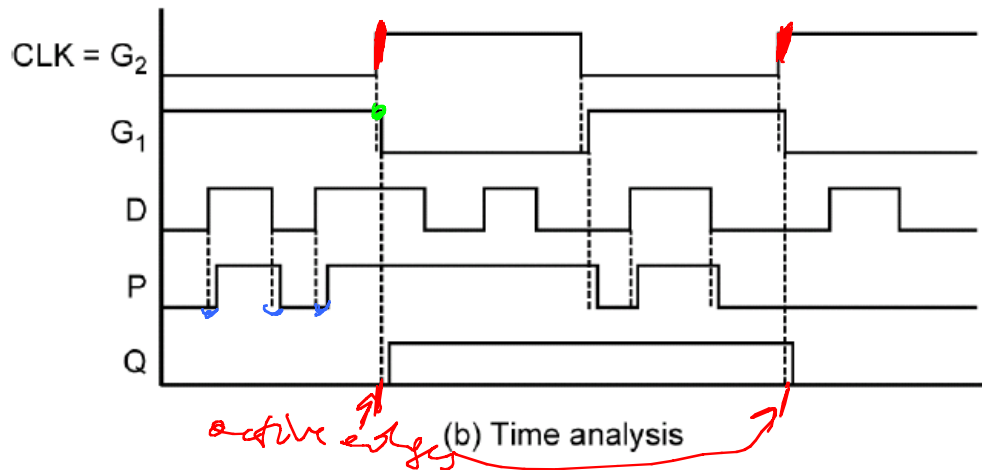 CLK = G₂
G₁
D
P
Q
active edges
(b) Time analysis